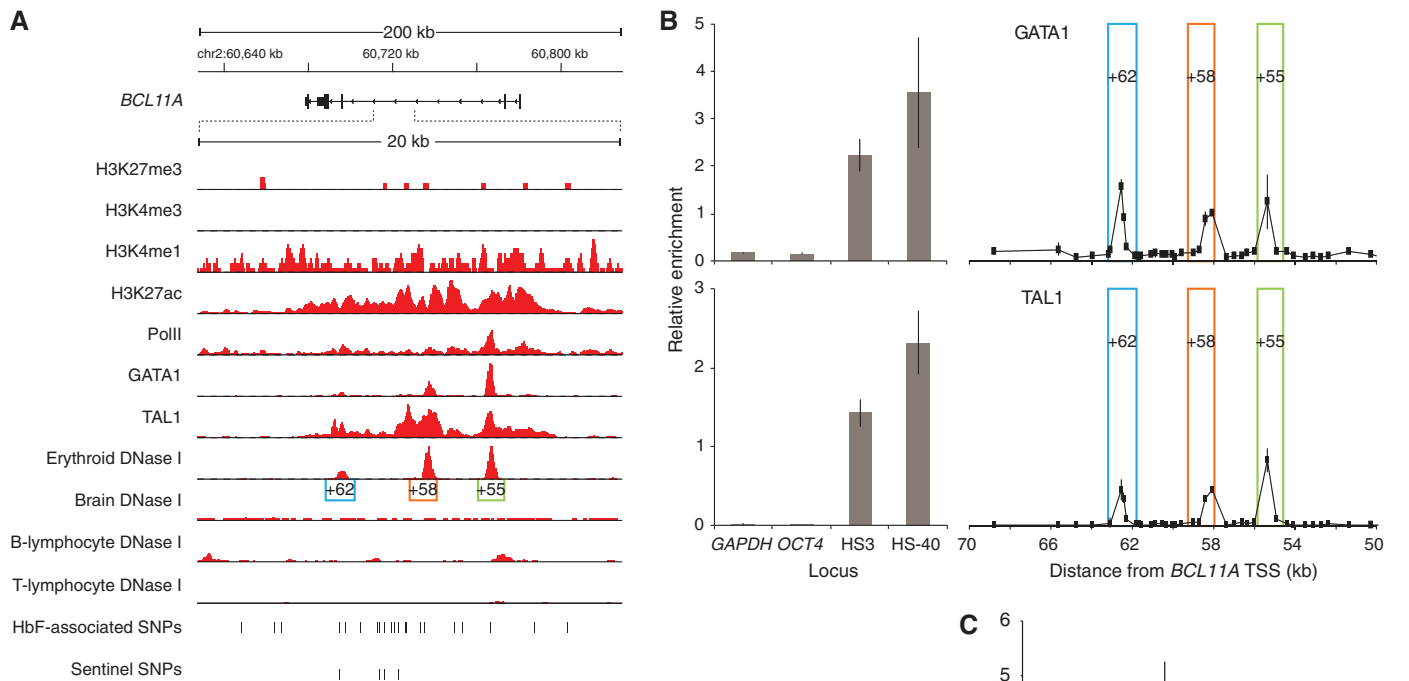 A
200 kb
chr2:60,640 kb 60,720 kb 60,800 kb
BCL11A
20 kb
H3K27me3
H3K4me3
H3K4me1
H3K27ac
PolII
GATA1
TAL1
Erythroid DNase I
+62 +58 +55
Brain DNase I
B-lymphocyte DNase I
T-lymphocyte DNase I
HbF-associated SNPs
Sentinel SNPs
B
Relative enrichment
5
4
3
2
1
0
GATA1
+62 +58 +55
3
2
1
0
TAL1
+62 +58 +55
GAPDH OCT4 HS3 HS-40
Locus
70 66 62 58 54 50
Distance from BCL11A TSS (kb)
C
6
5